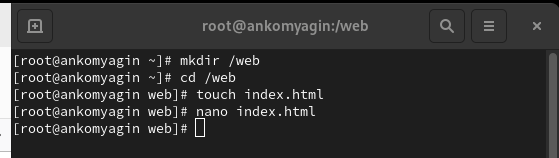 root@ankomyagin:/web
[root@ankomyagin ~]# mkdir /web
[root@ankomyagin ~]# cd /web
[root@ankomyagin web]# touch index.html
[root@ankomyagin web]# nano index.html
[root@ankomyagin web]#